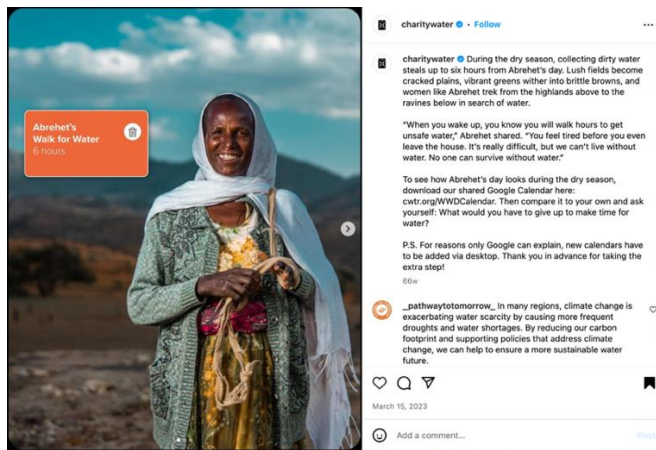 Abrehet's
Walk for Water
6 hours
charitywater • Follow
charitywater During the dry season, collecting dirty water
steals up to six hours from Abrehet's day. Lush fields become
cracked plains, vibrant greens wither into brittle browns, and
women like Abrehet trek from the highlands above to the
ravines below in search of water.
"When you wake up, you know you will walk hours to get
unsafe water," Abrehet shared. "You feel tired before you even
leave the house. It's really difficult, but we can't live without
water. No one can survive without water."
To see how Abrehet's day looks during the dry season,
download our shared Google Calendar here:
cwtr.org/WWDCalendar. Then compare it to your own and ask
yourself: What would you have to give up to make time for
water?
P.S. For reasons only Google can explain, new calendars have
to be added via desktop. Thank you in advance for taking the
extra step!
66w
_pathwaytotomorrow_ In many regions, climate change is
exacerbating water scarcity by causing more frequent
droughts and water shortages. By reducing our carbon
footprint and supporting policies that address climate
change, we can help to ensure a more sustainable water
future.
March 15, 2023
Add a comment...
Post